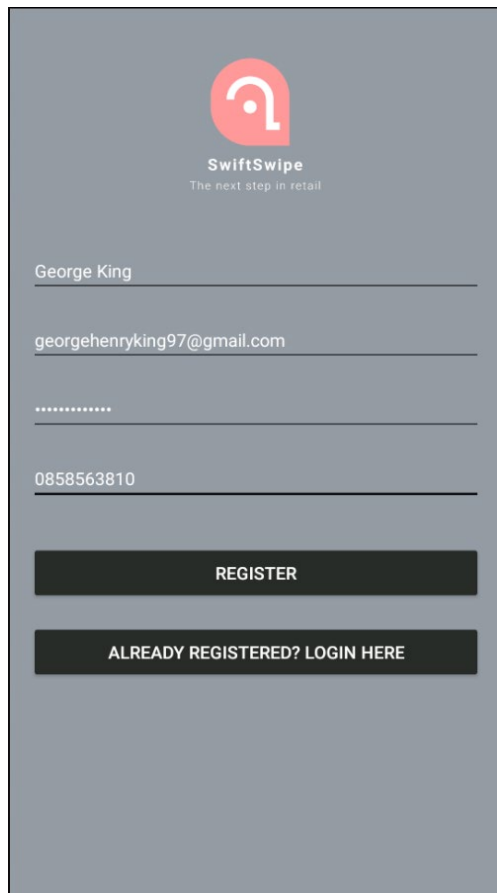 SwiftSwipe
The next step in retail
George King
georgehenryking97@gmail.com
•••••••••••••
0858563810
REGISTER
ALREADY REGISTERED? LOGIN HERE